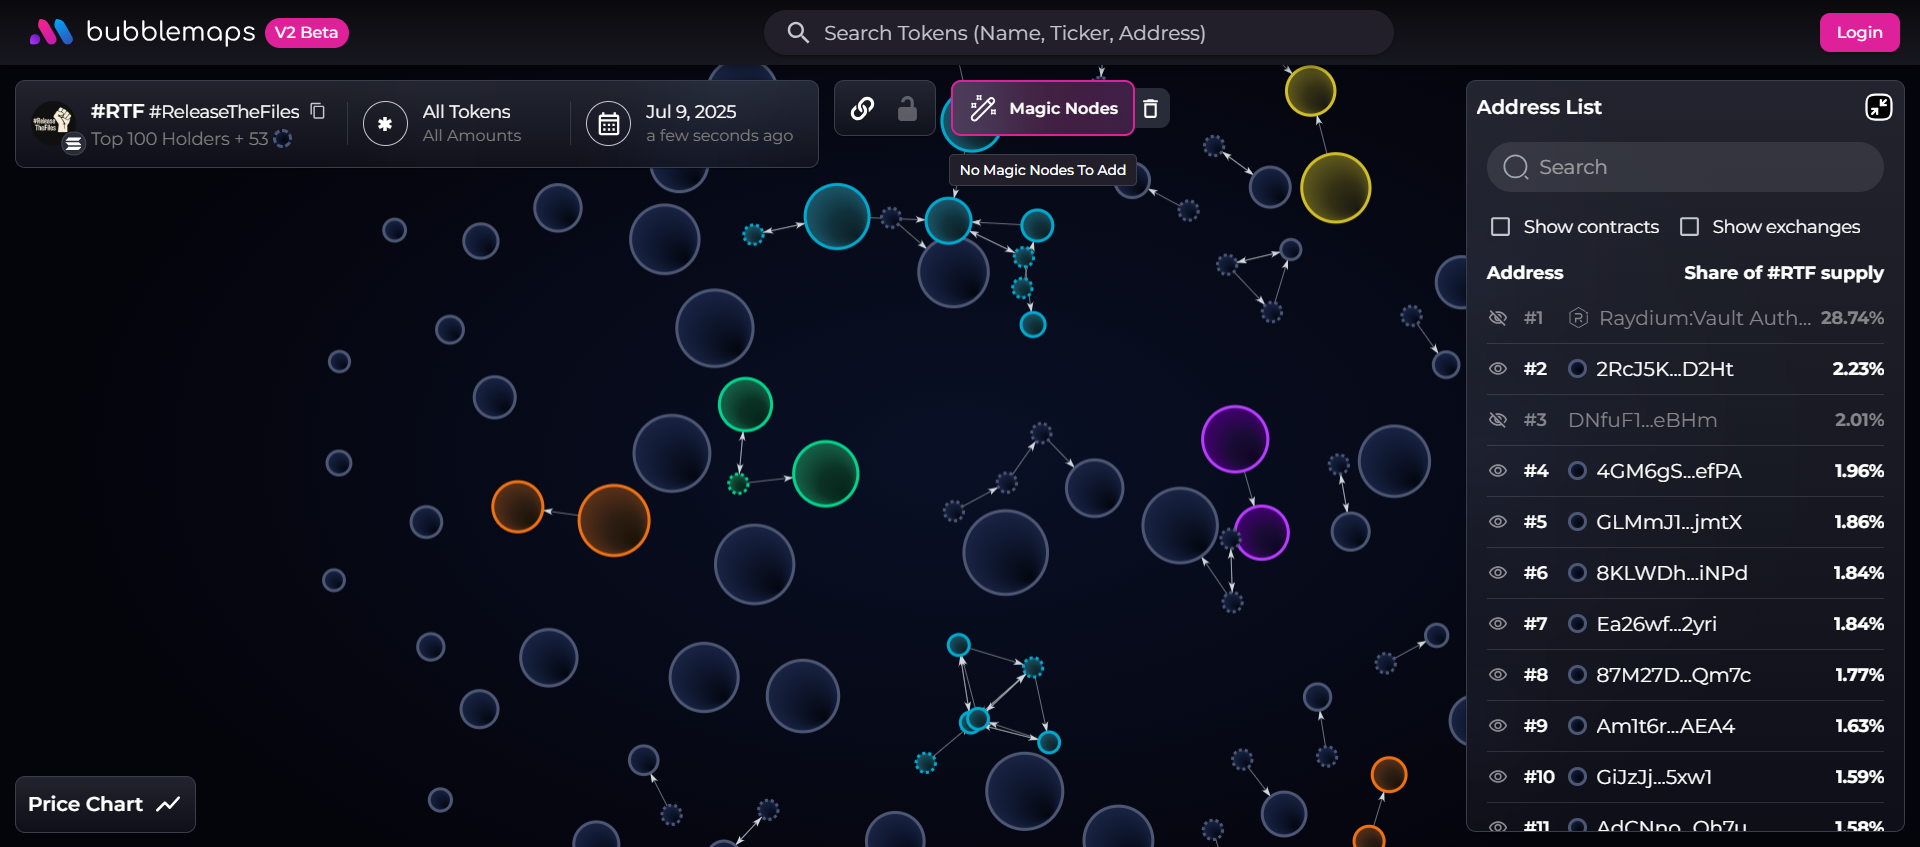 bubblemaps V2 Beta
Search Tokens (Name, Ticker, Address)
Login
#RTF #ReleaseTheFiles
Top 100 Holders + 53
All Tokens
All Amounts
Jul 9, 2025
a few seconds ago
Magic Nodes
No Magic Nodes To Add
Address List
Search
Show contracts
Show exchanges
Address Share of #RTF supply
#1 Raydium:Vault Auth... 28.74%
#2 2RcJ5K...D2Ht 2.23%
#3 DNfuF1...eBHm 2.01%
#4 4GM6gS...efPA 1.96%
#5 GLMmJ1...jmtX 1.86%
#6 8KLWDh...iNPd 1.84%
#7 Ea26wf...2yri 1.84%
#8 87M27D...Qm7c 1.77%
#9 Am1t6r...AEA4 1.63%
#10 GiJzJj...5xw1 1.59%
#11 1.58%
Price Chart